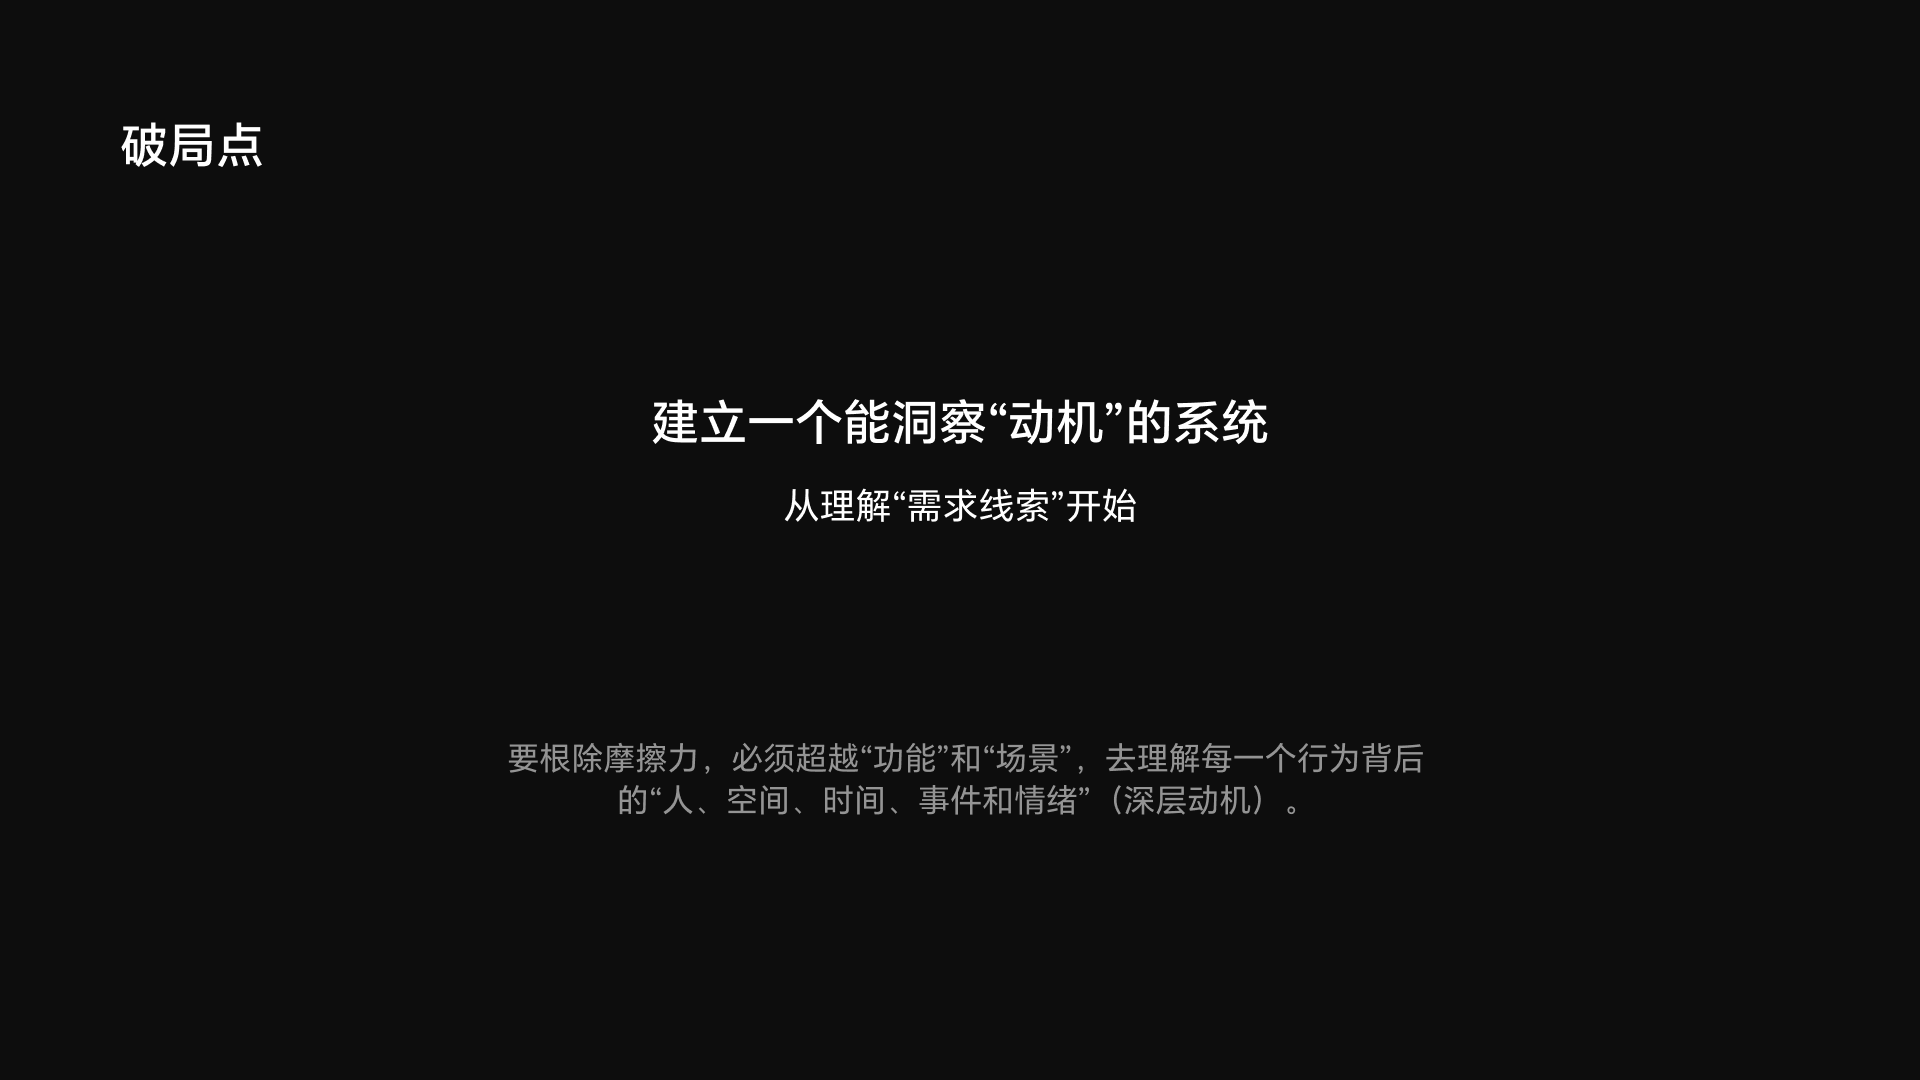 破局点
建立一个能洞察“动机”的系统
从理解“需求线索”开始
要根除摩擦力，必须超越“功能”和“场景”，去理解每一个行为背后
的“人、空间、时间、事件和情绪”（深层动机）。